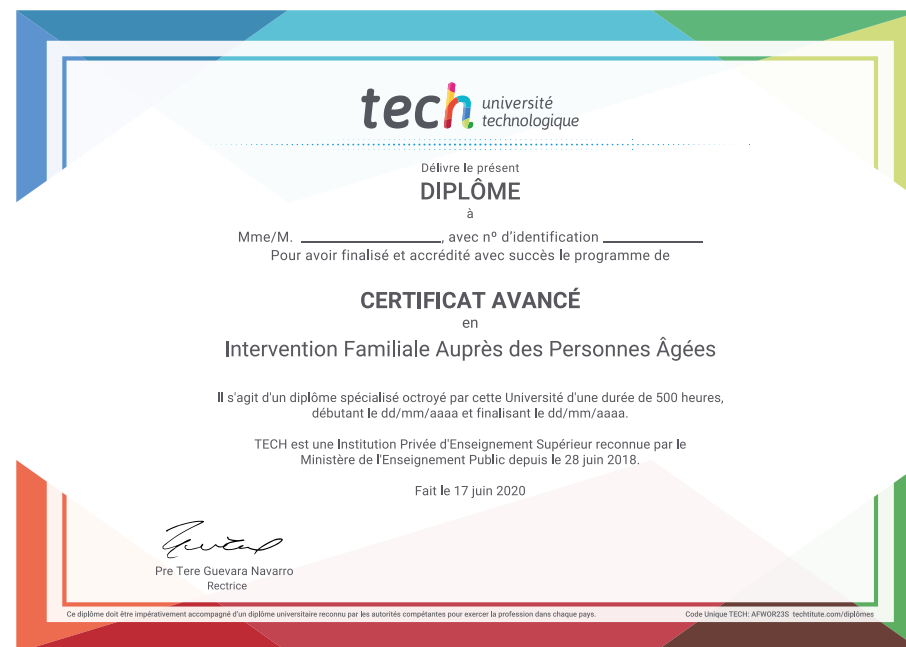 tech université
technologique
Délivre le présent
DIPLÔME
à
Mme/M. ____________________, avec nº d'identification ______________
Pour avoir finalisé et accrédité avec succès le programme de
CERTIFICAT AVANCÉ
en
Intervention Familiale Auprès des Personnes Âgées
Il s'agit d'un diplôme spécialisé octroyé par cette Université d'une durée de 500 heures,
débutant le dd/mm/aaaa et finalisant le dd/mm/aaaa.
TECH est une Institution Privée d'Enseignement Supérieur reconnue par le
Ministère de l'Enseignement Public depuis le 28 juin 2018.
Fait le 17 juin 2020
Pre Tere Guevara Navarro
Rectrice
Ce diplôme doit être impérativement accompagné d'un diplôme universitaire reconnu par les autorités compétentes pour exercer la profession dans chaque pays.
Code Unique TECH: AFWOR23S techtitute.com/diplômes